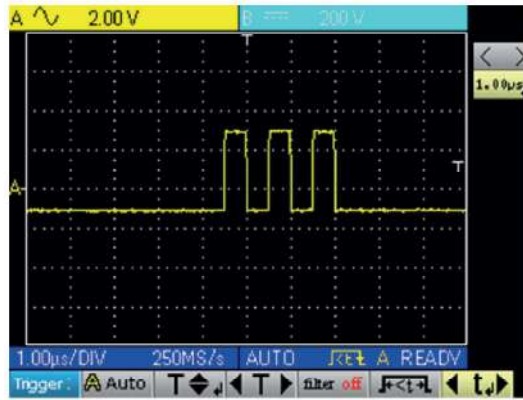 A 2.00 V B 200 V
T
< >
1.00µs
T
A
1.00µs/DIV 250MS/s AUTO A READY
Trigger: A Auto T T filter off <t t